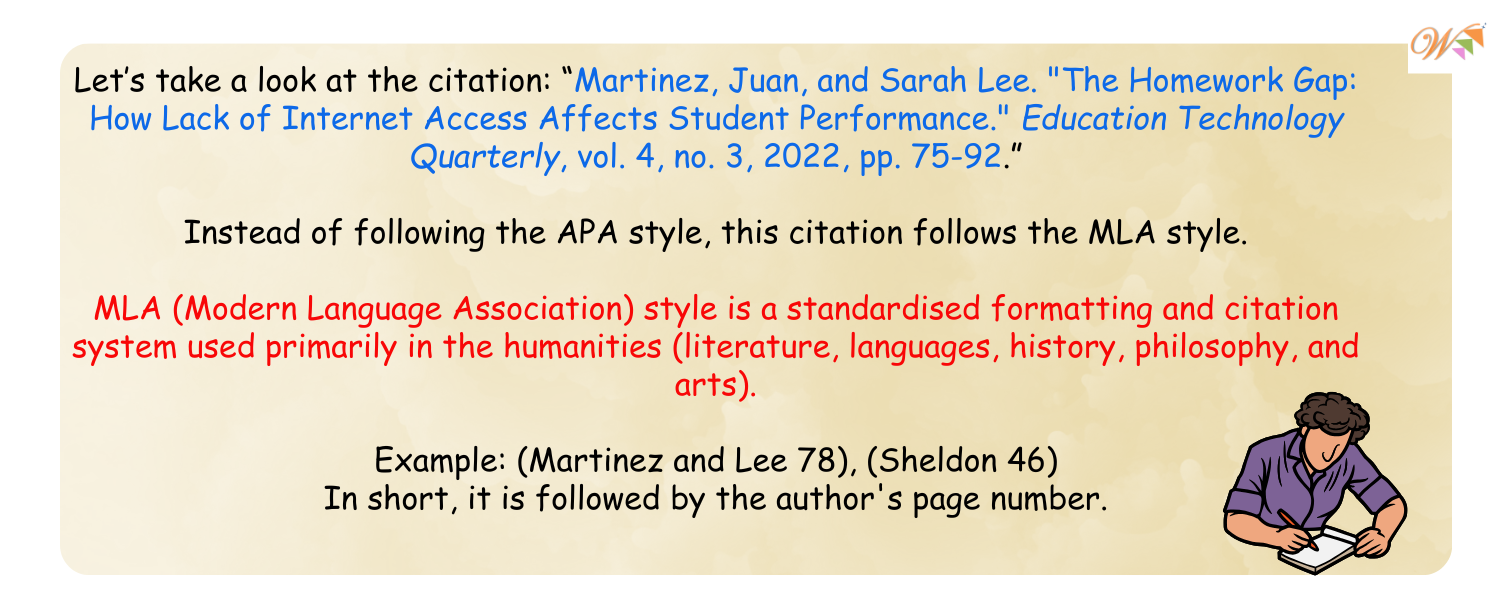 Let's take a look at the citation: “Martinez, Juan, and Sarah Lee. "The Homework Gap:
How Lack of Internet Access Affects Student Performance." Education Technology
Quarterly, vol. 4, no. 3, 2022, pp. 75-92.”
Instead of following the APA style, this citation follows the MLA style.
MLA (Modern Language Association) style is a standardised formatting and citation
system used primarily in the humanities (literature, languages, history, philosophy, and
arts).
Example: (Martinez and Lee 78), (Sheldon 46)
In short, it is followed by the author's page number.
W